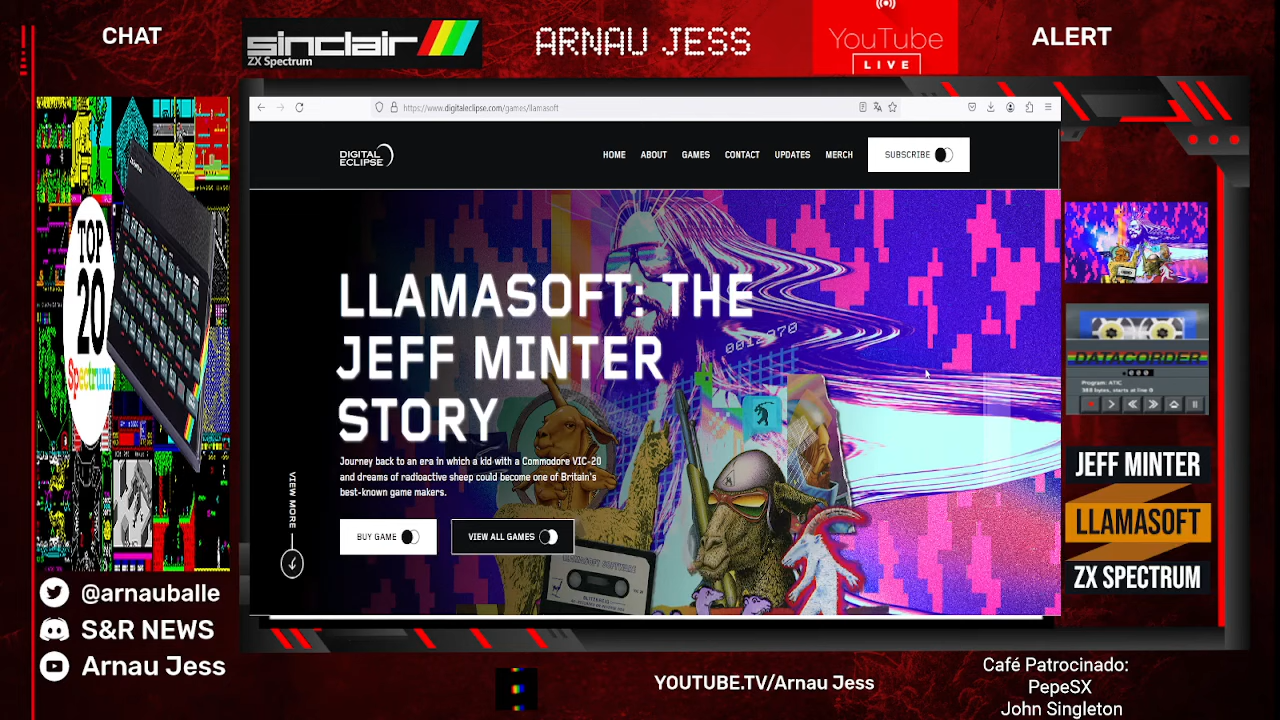 CHAT
sinclair
ZX Spectrum
ARNAU JESS
YouTube
LIVE
ALERT
https://www.digitaleclipse.com/games/llamasoft
DIGITAL
ECLIPSE
HOME
ABOUT
GAMES
CONTACT
UPDATES
MERCH
SUBSCRIBE
LLAMASOFT: THE
JEFF MINTER
STORY
0012970
Journey back to an era in which a kid with a Commodore VIC-20
and dreams of radioactive sheep could become one of Britain's
best-known game makers.
VIEW MORE
BUY GAME
VIEW ALL GAMES
LLAMASOFT SOFTWARE
TOP
20
Spectrum
DATACORDER
JEFF MINTER
LLAMASOFT
ZX SPECTRUM
@arnauballe
S&R NEWS
Arnau Jess
YOUTUBE.TV/Arnau Jess
Café Patrocinado:
PepeSX
John Singleton